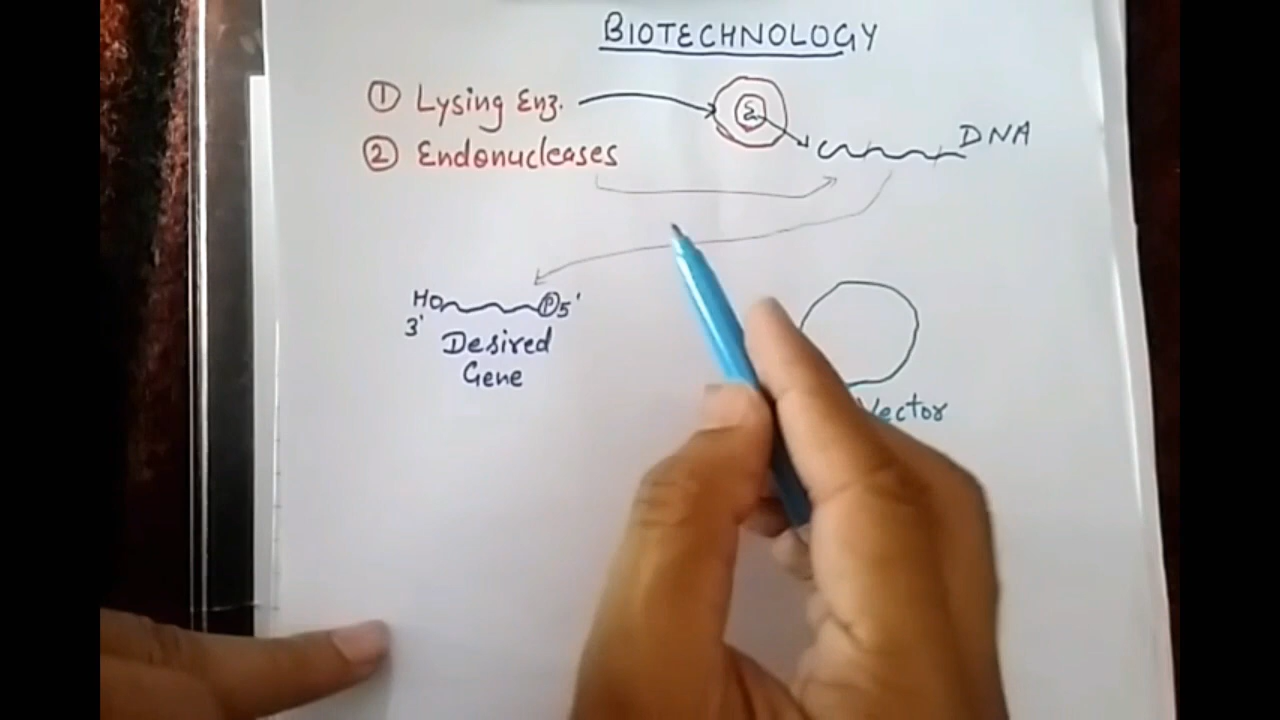 BIOTECHNOLOGY
① Lysing Enz.
② Endonucleases
DNA
HO P 5'
3'
Desired
Gene
Vector